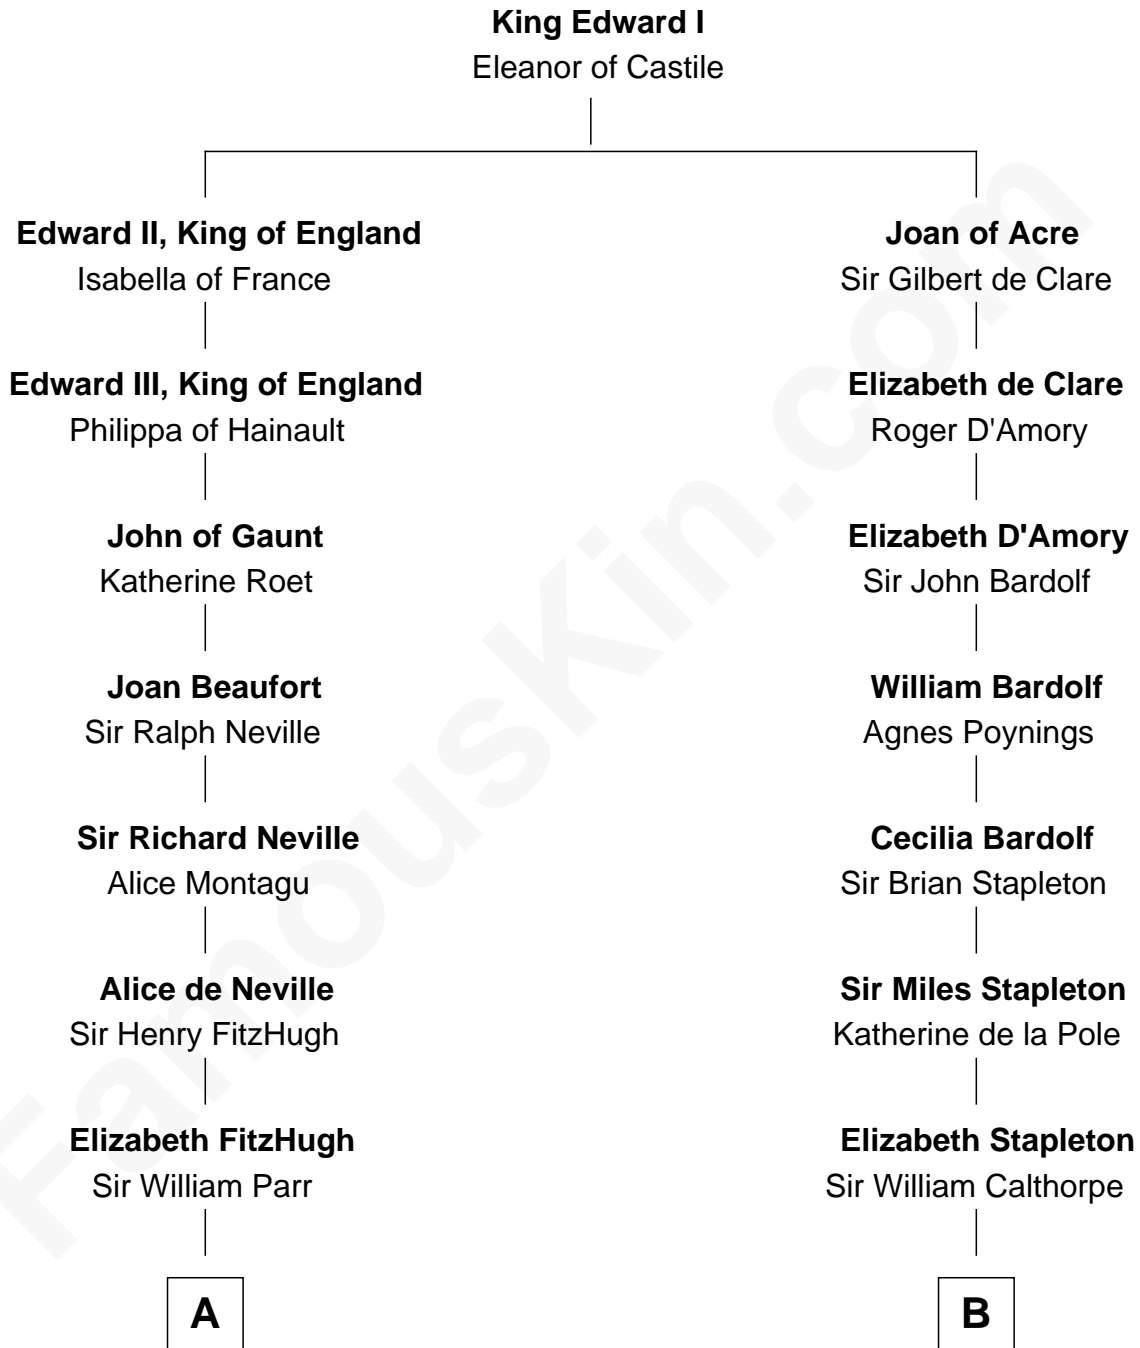 King Edward I
Eleanor of Castile
Edward II, King of England
Isabella of France
Joan of Acre
Sir Gilbert de Clare
Edward III, King of England
Philippa of Hainault
Elizabeth de Clare
Roger D'Amory
John of Gaunt
Katherine Roet
Elizabeth D'Amory
Sir John Bardolf
Joan Beaufort
Sir Ralph Neville
William Bardolf
Agnes Poynings
Sir Richard Neville
Alice Montagu
Cecilia Bardolf
Sir Brian Stapleton
Alice de Neville
Sir Henry FitzHugh
Sir Miles Stapleton
Katherine de la Pole
Elizabeth FitzHugh
Sir William Parr
Elizabeth Stapleton
Sir William Calthorpe
A
B
FamousKin.com